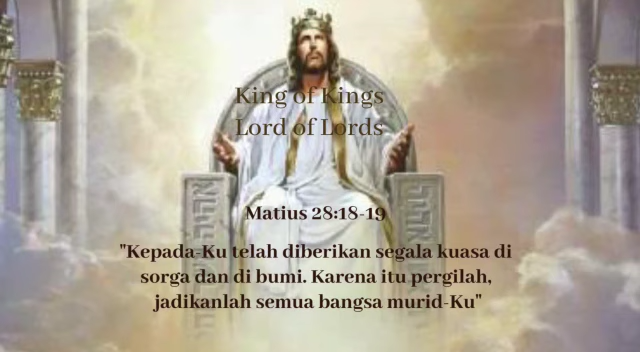 King of Kings
Lord of Lords
Matius 28:18-19
"Kepada-Ku telah diberikan segala kuasa di
sorga dan di bumi. Karena itu pergilah,
jadikanlah semua bangsa murid-Ku"